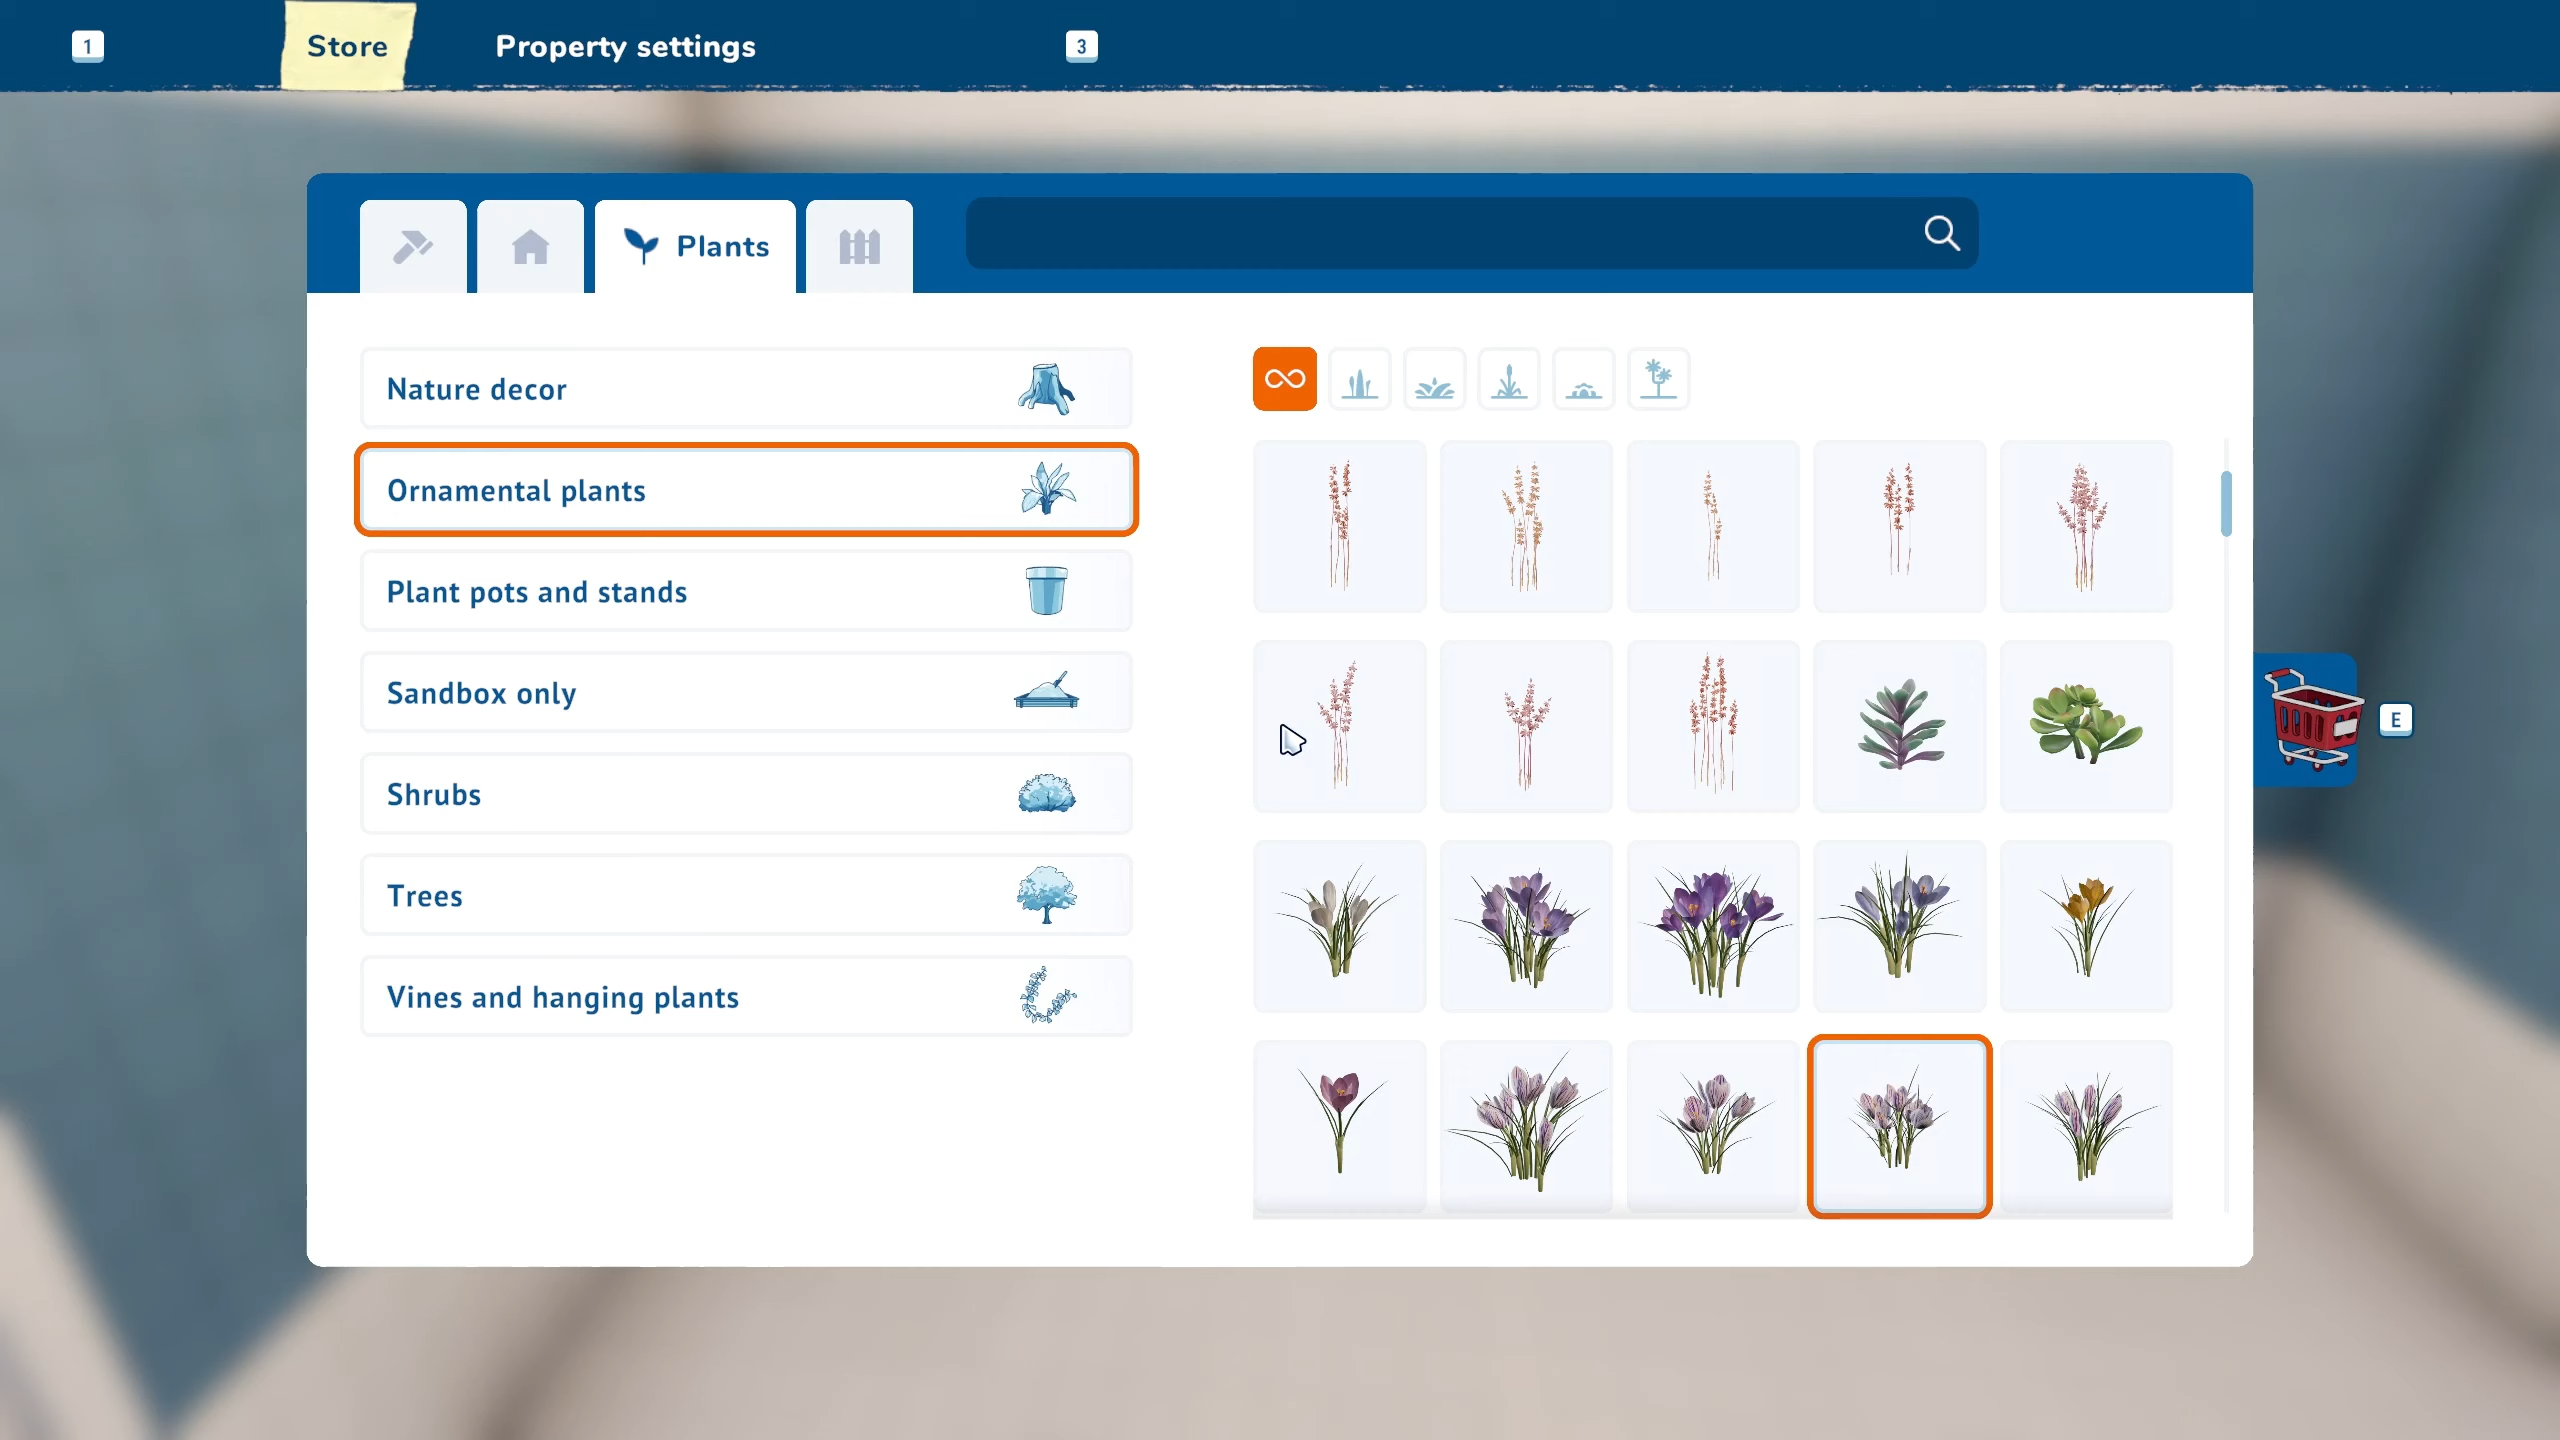 1
Store
Property settings
3
Plants
Nature decor
Ornamental plants
Plant pots and stands
Sandbox only
Shrubs
Trees
Vines and hanging plants
E